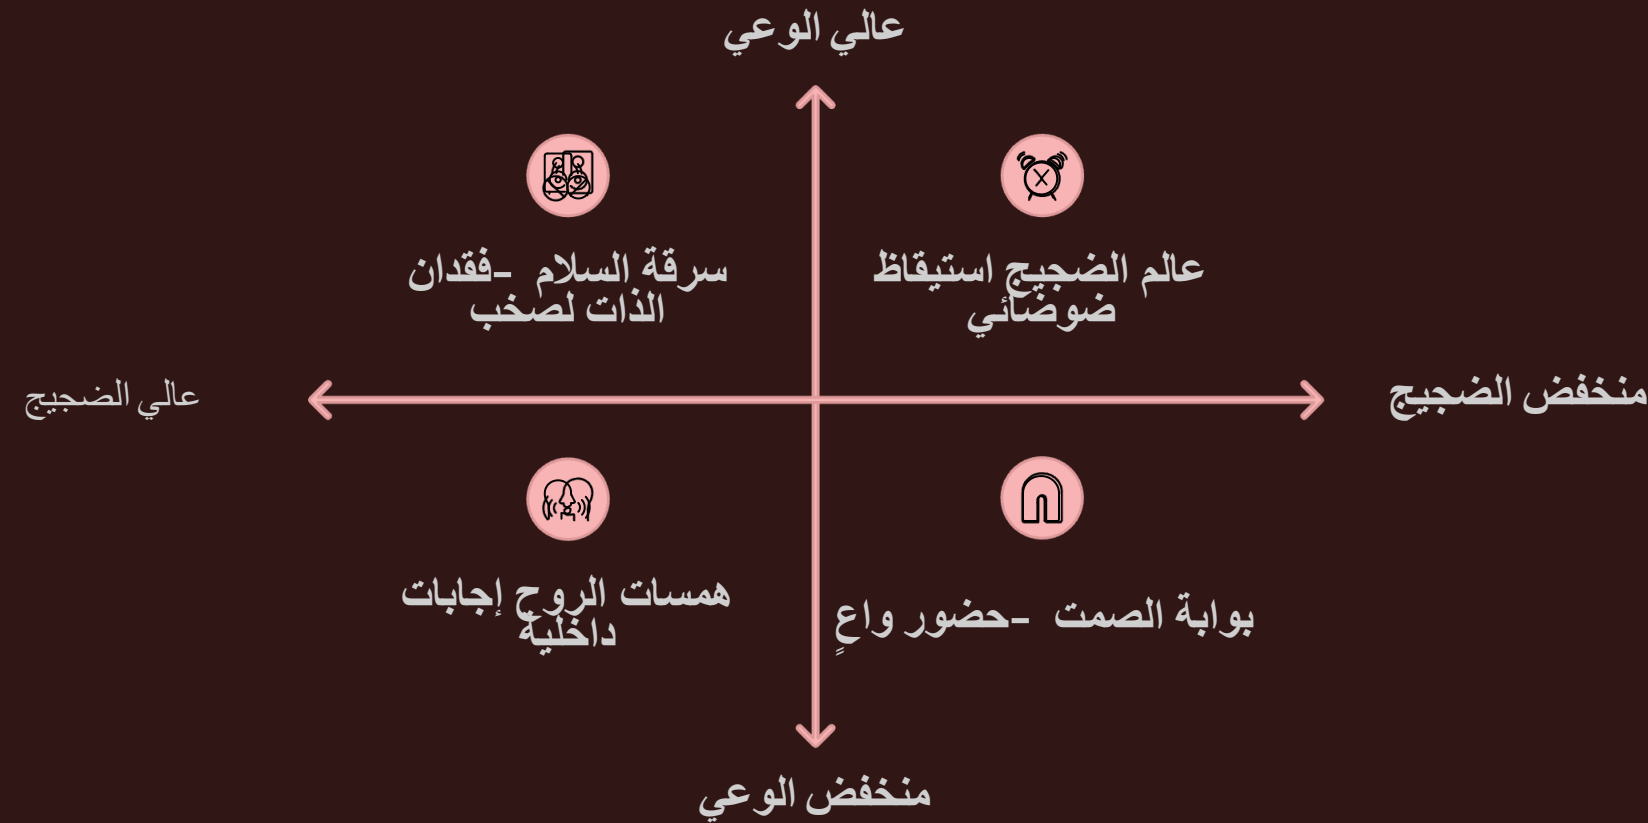 عالي الوعي
عالم الضجيج استيقاظ
ضوضائي
سرقة السلام –فقدان
الذات لصخب
منخفض الضجيج
عالي الضجيج
بوابة الصمت –حضور واعٍ
همسات الروح إجابات
داخلية
منخفض الوعي